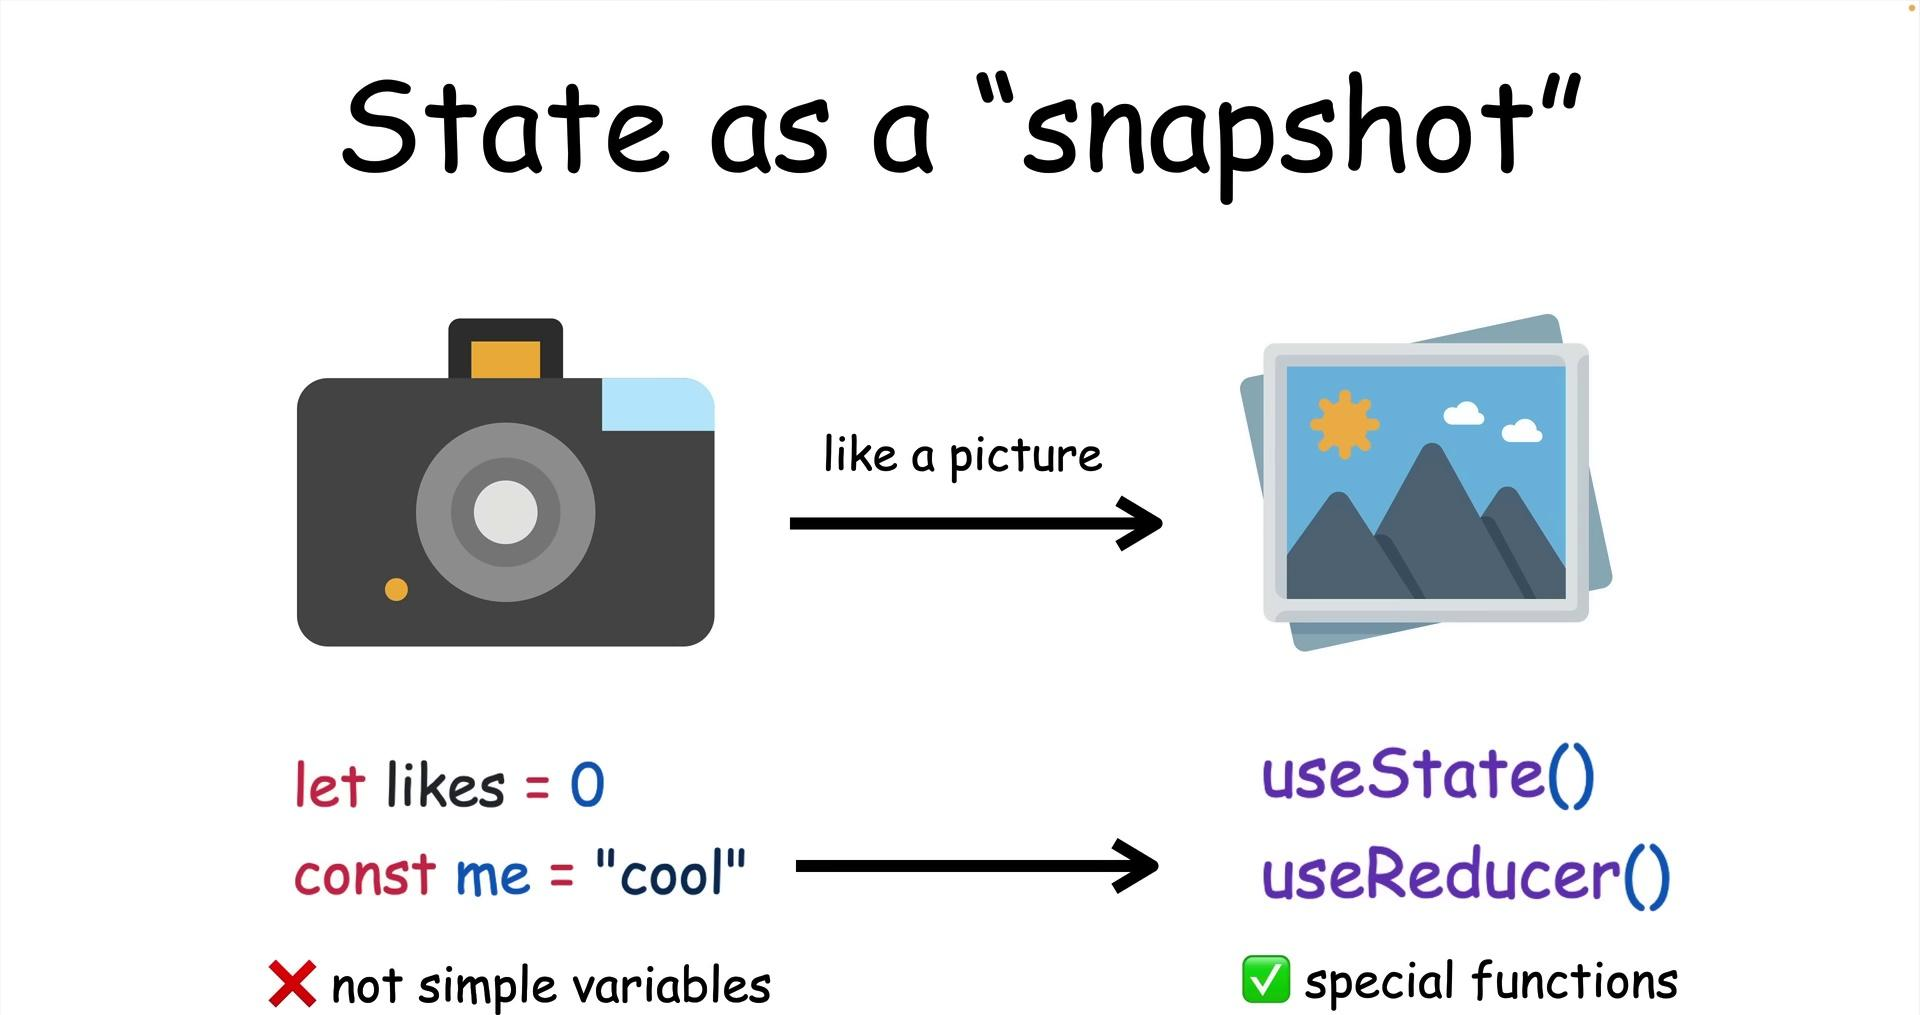 State as a “snapshot”
like a picture
let likes = 0
const me = "cool"
useState()
useReducer()
❌ not simple variables
✅ special functions